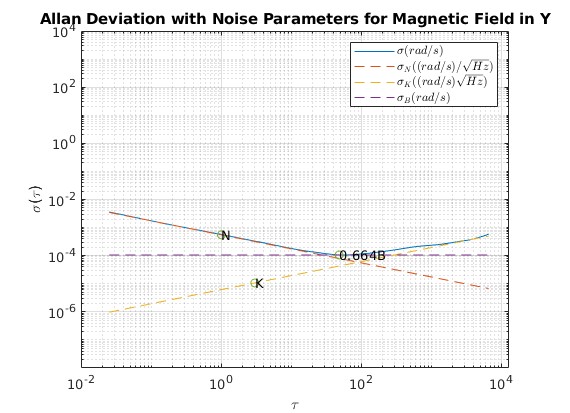 Allan Deviation with Noise Parameters for Magnetic Field in Y
10^4
10^2
10^0
10^-2
10^-4
10^-6
σ(τ)
σ(rad/s)
σ_N((rad/s)/√Hz)
σ_K((rad/s)√Hz)
σ_B(rad/s)
N
0.664B
K
10^-2
10^0
10^2
10^4
τ